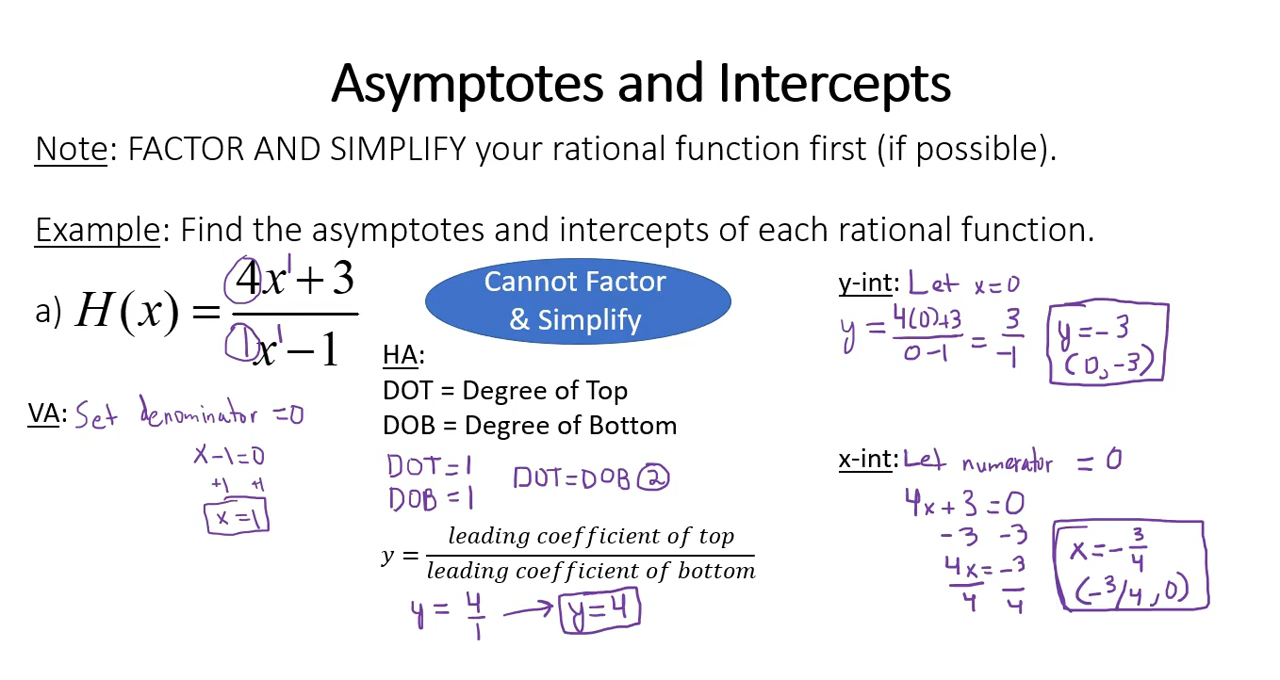 Asymptotes and Intercepts
Note: FACTOR AND SIMPLIFY your rational function first (if possible).
Example: Find the asymptotes and intercepts of each rational function.
a) H(x) = (4x¹ + 3) / (1x¹ − 1)
Cannot Factor
& Simplify
VA: Set denominator = 0
x − 1 = 0
+1 +1
x = 1
HA:
DOT = Degree of Top
DOB = Degree of Bottom
DOT = 1
DOB = 1
DOT = DOB ②
y = leading coefficient of top / leading coefficient of bottom
y = 4/1 → y = 4
y-int: Let x = 0
y = (4(0)+3) / (0−1) = 3/−1
y = −3
(0, −3)
x-int: Let numerator = 0
4x + 3 = 0
−3 −3
4x = −3
4 4
x = −3/4
(−3/4, 0)